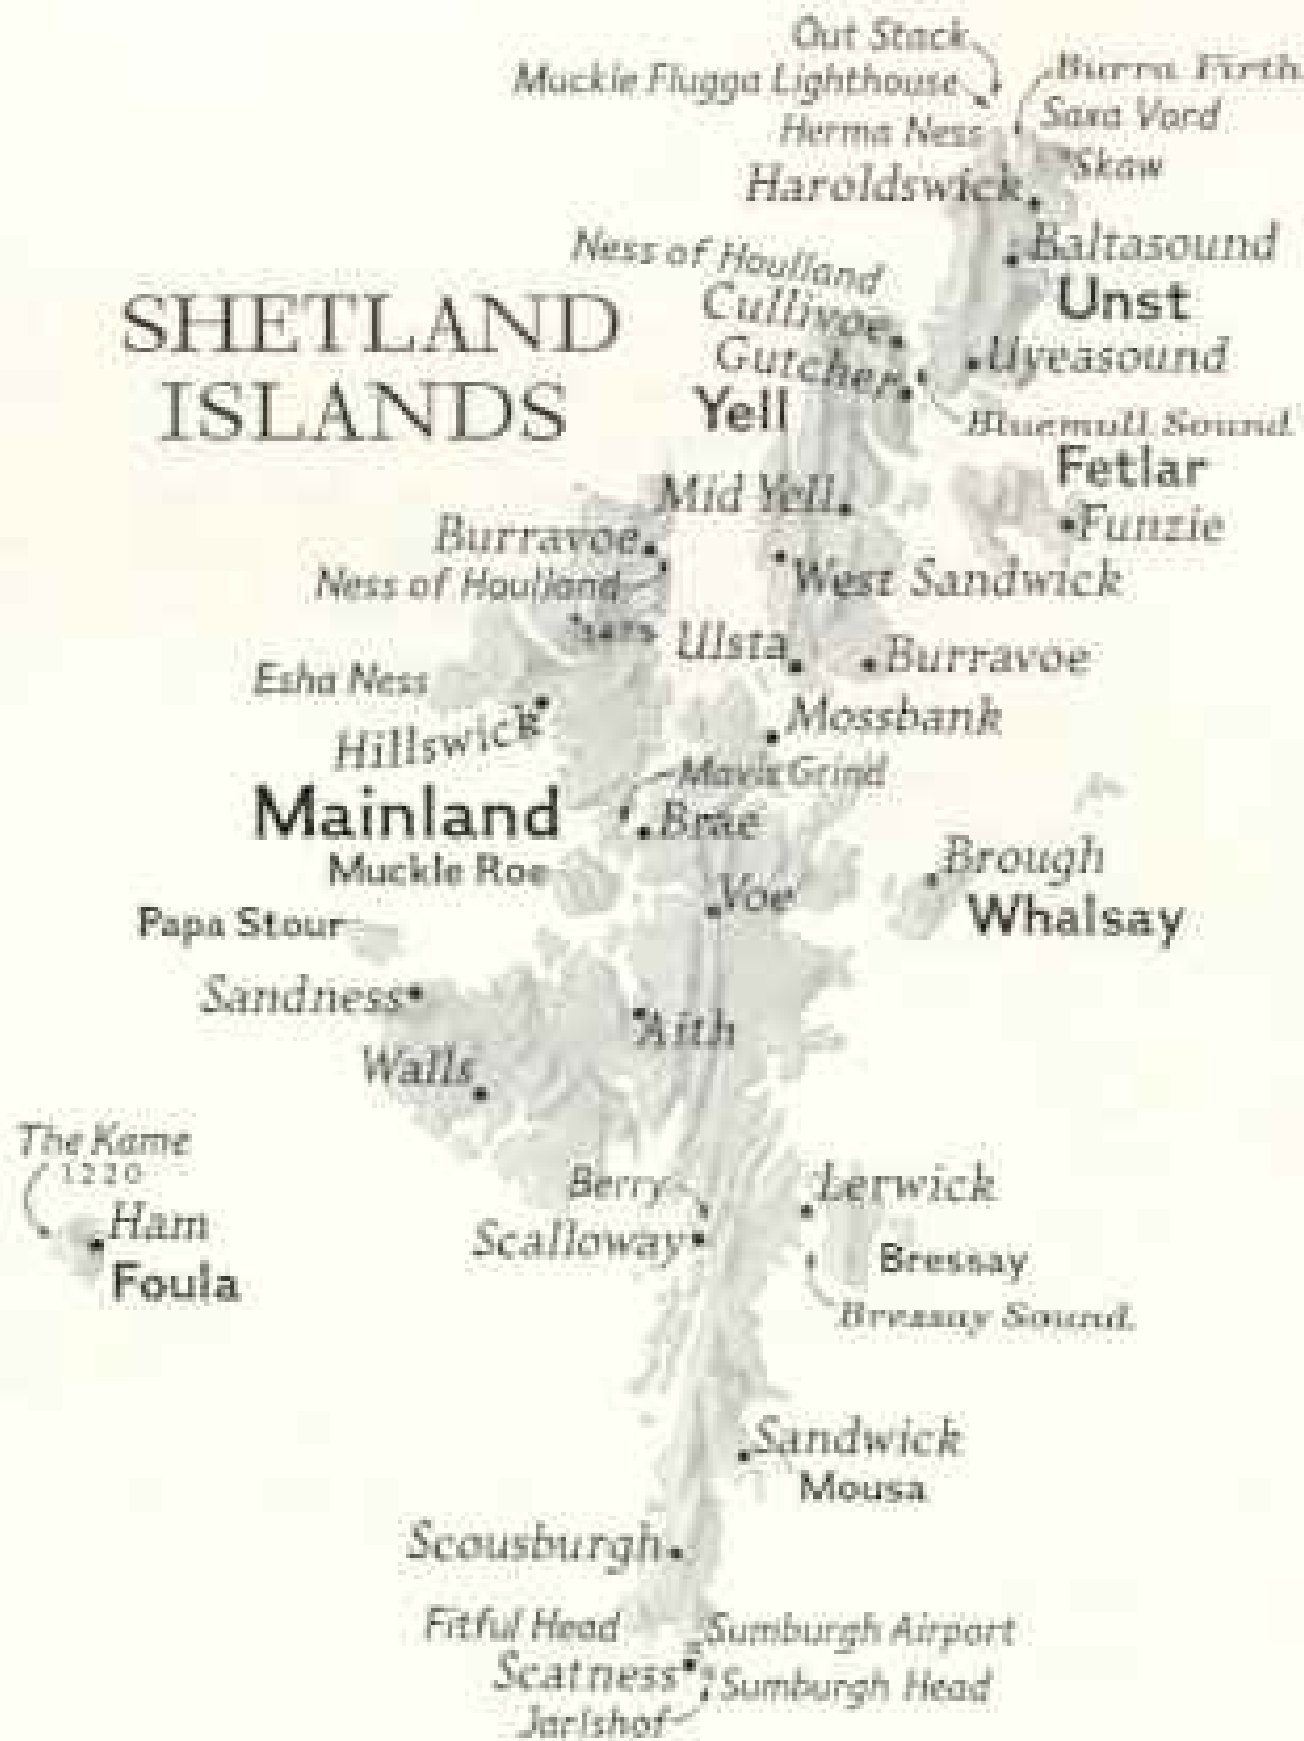 Out Stack
Muckle Flugga Lighthouse
Burra Firth
Herma Ness
Saxa Vord
Skaw
Haroldswick
Baltasound
Ness of Houlland
Unst
SHETLAND
ISLANDS
Cullivoe
Gutcher
Uyeasound
Yell
Bluemull Sound
Fetlar
Mid Yell
Funzie
Burravoe
Ness of Houlland
West Sandwick
1475
Ulsta
Burravoe
Esha Ness
Hillswick
Mossbank
Mavis Grind
Mainland
Brae
Muckle Roe
Brough
Voe
Whalsay
Papa Stour
Sandness
Aith
Walls
The Kame
1220
Ham
Foula
Berry
Lerwick
Scalloway
Bressay
Bressay Sound
Sandwick
Mousa
Scousburgh
Fitful Head
Sumburgh Airport
Scatness
Sumburgh Head
Jarlshof